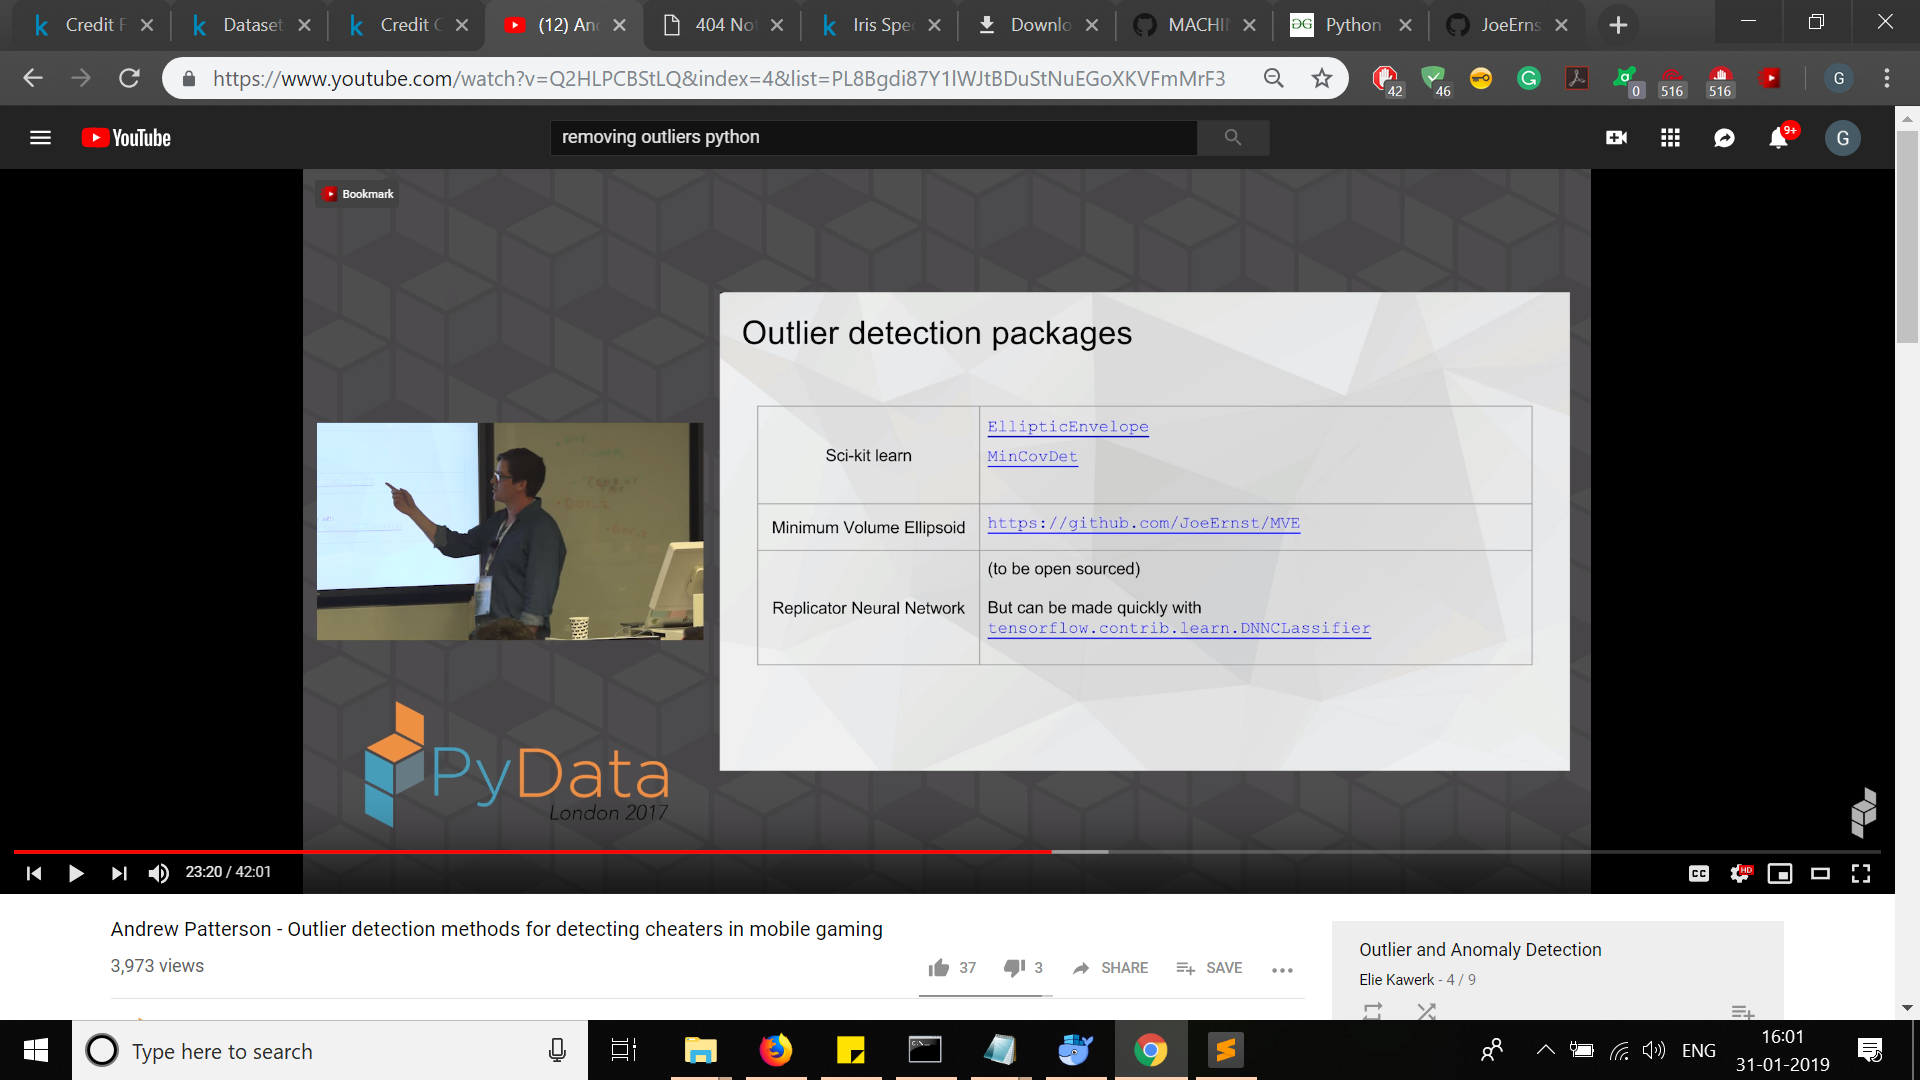 Credit F
Dataset
Credit C
(12) An
404 No
Iris Spe
Downlo
MACHI
Python
JoeErns
https://www.youtube.com/watch?v=Q2HLPCBStLQ&index=4&list=PL8Bgdi87Y1lWJtBDuStNuEGoXKVFmMrF3
42
46
0
516
516
G
YouTube
removing outliers python
9+
G
Bookmark
Outlier detection packages
Sci-kit learn
EllipticEnvelope
MinCovDet
Minimum Volume Ellipsoid
https://github.com/JoeErnst/MVE
Replicator Neural Network
(to be open sourced)
But can be made quickly with
tensorflow.contrib.learn.DNNCLassifier
PyData
London 2017
23:20 / 42:01
CC
HD
Andrew Patterson - Outlier detection methods for detecting cheaters in mobile gaming
3,973 views
37
3
SHARE
SAVE
Outlier and Anomaly Detection
Elie Kawerk - 4 / 9
Type here to search
ENG
16:01
31-01-2019